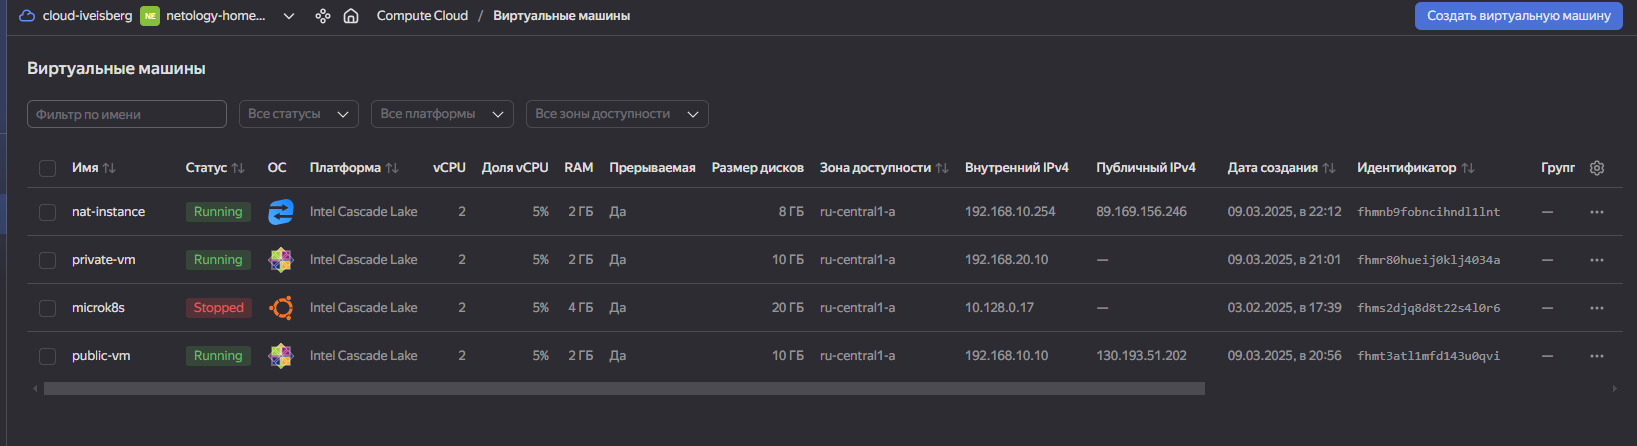 cloud-iveisberg NE netology-home... Compute Cloud / Виртуальные машины Создать виртуальную машину
Виртуальные машины
Фильтр по имени Все статусы Все платформы Все зоны доступности
Имя Статус ОС Платформа vCPU Доля vCPU RAM Прерываемая Размер дисков Зона доступности Внутренний IPv4 Публичный IPv4 Дата создания Идентификатор Групп
nat-instance Running Intel Cascade Lake 2 5% 2 ГБ Да 8 ГБ ru-central1-a 192.168.10.254 89.169.156.246 09.03.2025, в 22:12 fhmnb9fobncihndl1lnt — ...
private-vm Running Intel Cascade Lake 2 5% 2 ГБ Да 10 ГБ ru-central1-a 192.168.20.10 — 09.03.2025, в 21:01 fhmr80hueij0klj4034a — ...
microk8s Stopped Intel Cascade Lake 2 5% 4 ГБ Да 20 ГБ ru-central1-a 10.128.0.17 — 03.02.2025, в 17:39 fhms2djq8d8t22s4l0r6 — ...
public-vm Running Intel Cascade Lake 2 5% 2 ГБ Да 10 ГБ ru-central1-a 192.168.10.10 130.193.51.202 09.03.2025, в 20:56 fhmt3atl1mfd143u0qvi — ...